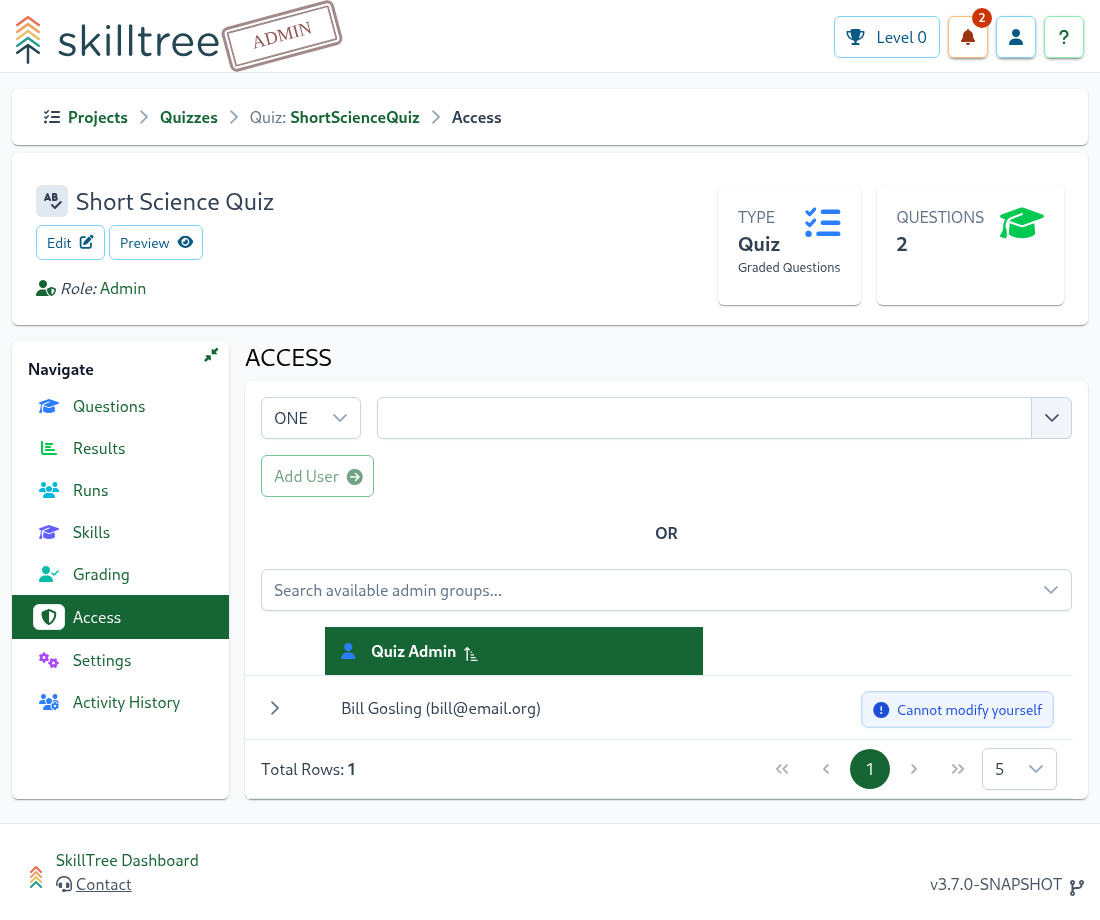 skilltree
ADMIN
Level 0
2
?
Projects > Quizzes > Quiz: ShortScienceQuiz > Access
AB
Short Science Quiz
Edit
Preview
Role: Admin
TYPE
Quiz
Graded Questions
QUESTIONS
2
Navigate
Questions
Results
Runs
Skills
Grading
Access
Settings
Activity History
ACCESS
ONE
Add User
OR
Search available admin groups...
Quiz Admin
Bill Gosling (bill@email.org)
Cannot modify yourself
Total Rows: 1
1
5
SkillTree Dashboard
Contact
v3.7.0-SNAPSHOT